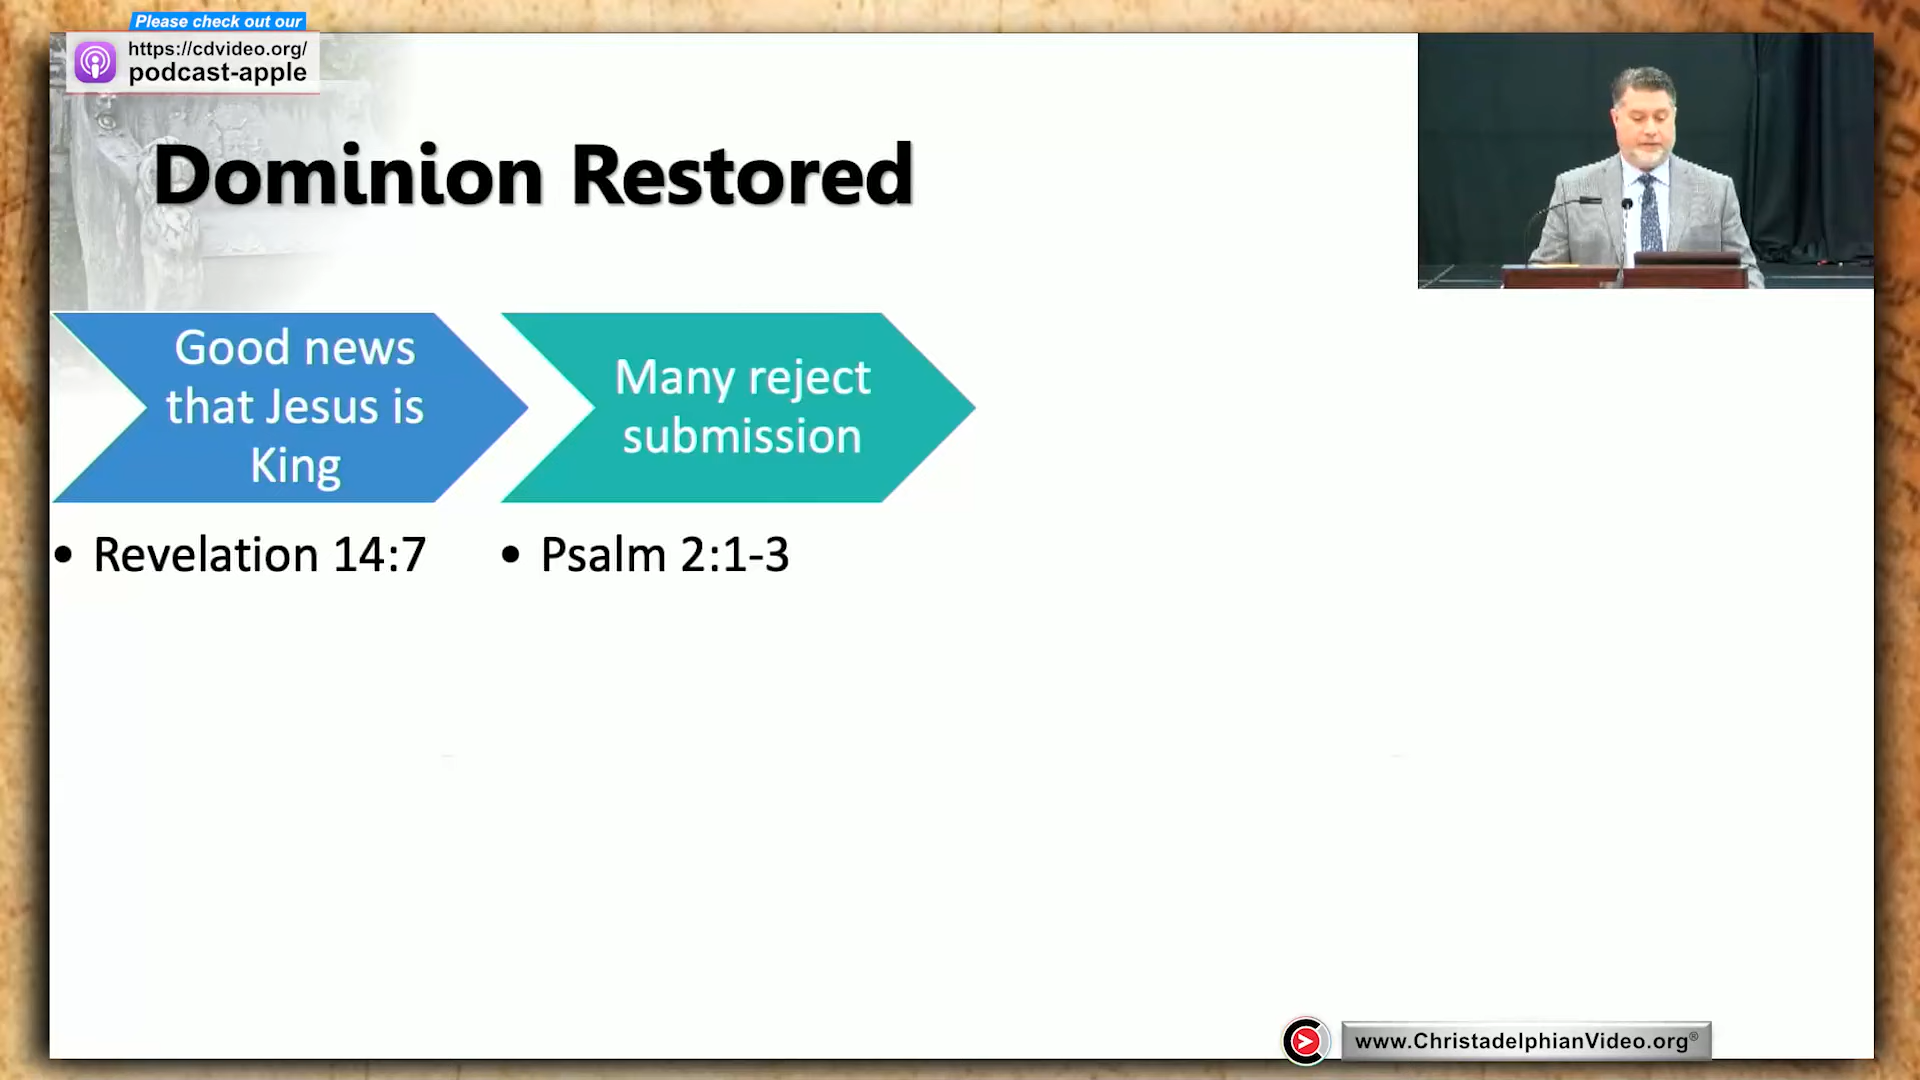 Please check out our
https://cdvideo.org/
podcast-apple
Dominion Restored
Good news
that Jesus is
King
Many reject
submission
• Revelation 14:7
• Psalm 2:1-3
www.ChristadelphianVideo.org®